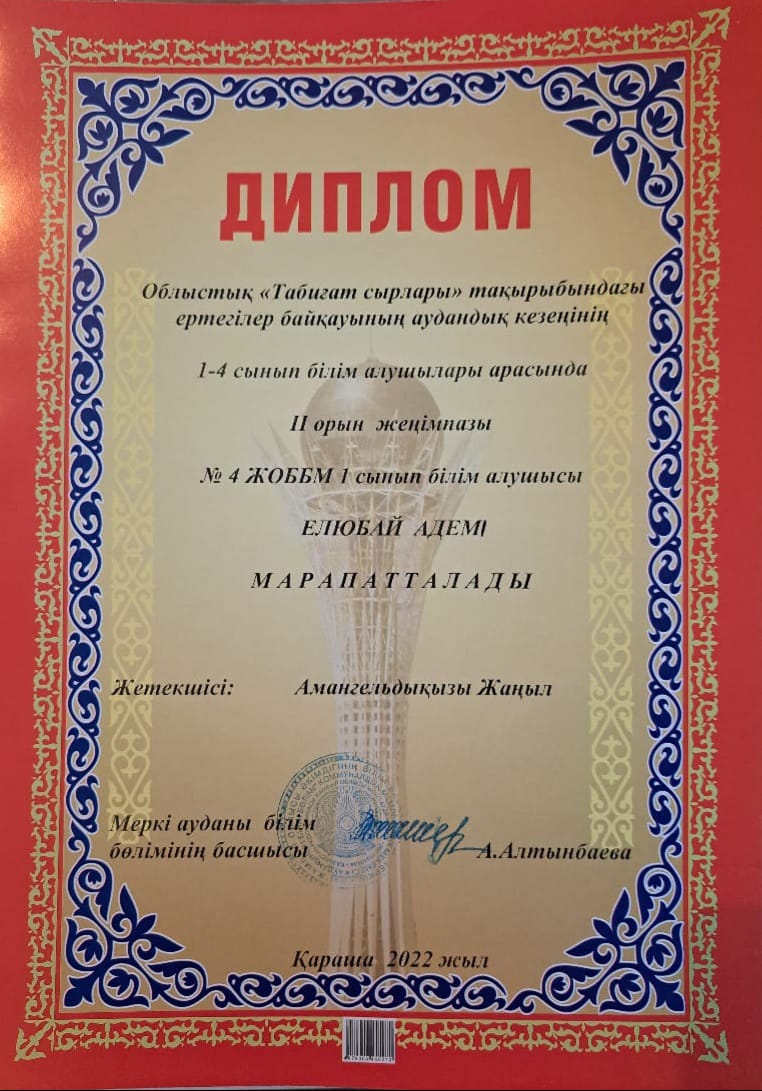 ДИПЛОМ
Облыстық «Табиғат сырлары» тақырыбындағы
ертегілер байқауының аудандық кезеңінің
1-4 сынып білім алушылары арасында
ІІ орын жеңімпазы
№ 4 ЖОББМ 1 сынып білім алушысы
ЕЛЮБАЙ АДЕМІ
М А Р А П А Т Т А Л А Д Ы
Жетекшісі: Амангельдықызы Жаңыл
Меркі ауданы білім
бөлімінің басшысы А.Алтынбаева
Қараша 2022 жыл